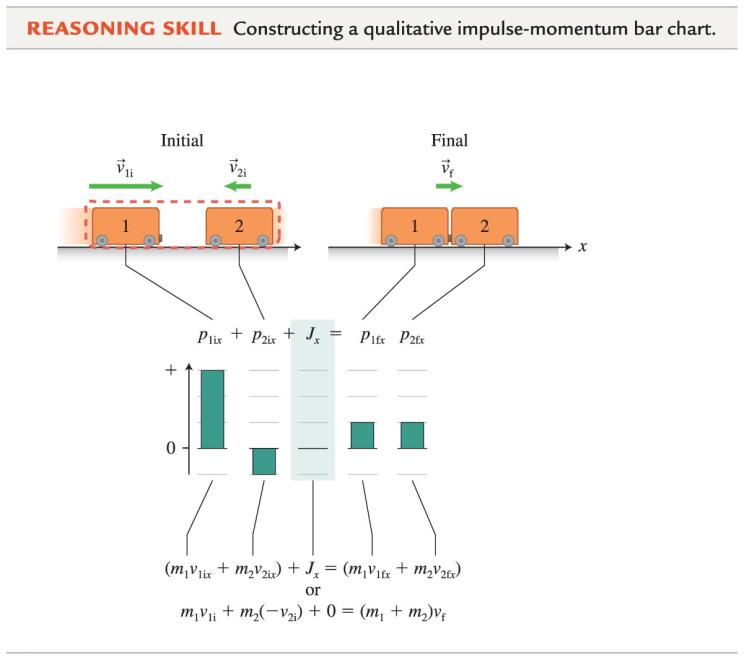 REASONING SKILL Constructing a qualitative impulse-momentum bar chart.
Initial Final
v⃗₁ᵢ v⃗₂ᵢ v⃗f
1 2 1 2
x
p₁ᵢₓ + p₂ᵢₓ + Jₓ = p₁fₓ p₂fₓ
+
0
(m₁v₁ᵢₓ + m₂v₂ᵢₓ) + Jₓ = (m₁v₁fₓ + m₂v₂fₓ)
or
m₁v₁ᵢ + m₂(−v₂ᵢ) + 0 = (m₁ + m₂)vf